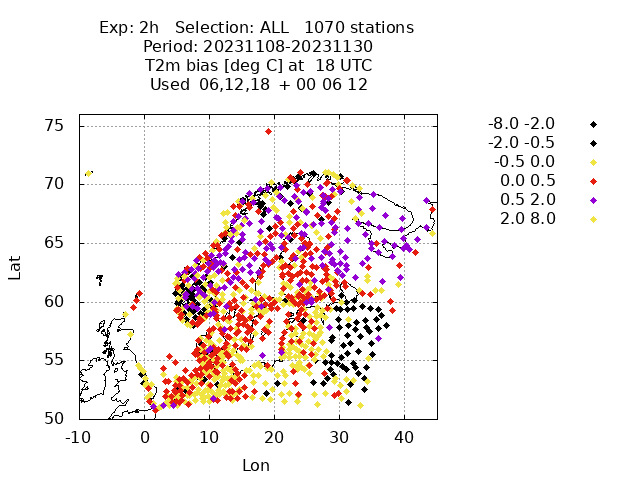 Exp: 2h   Selection: ALL   1070 stations
Period: 20231108-20231130
T2m bias [deg C] at  18 UTC
Used  06,12,18  + 00 06 12
-8.0 -2.0
-2.0 -0.5
-0.5 0.0
0.0 0.5
0.5 2.0
2.0 8.0
75
70
65
60
55
50
Lat
-10 0 10 20 30 40
Lon